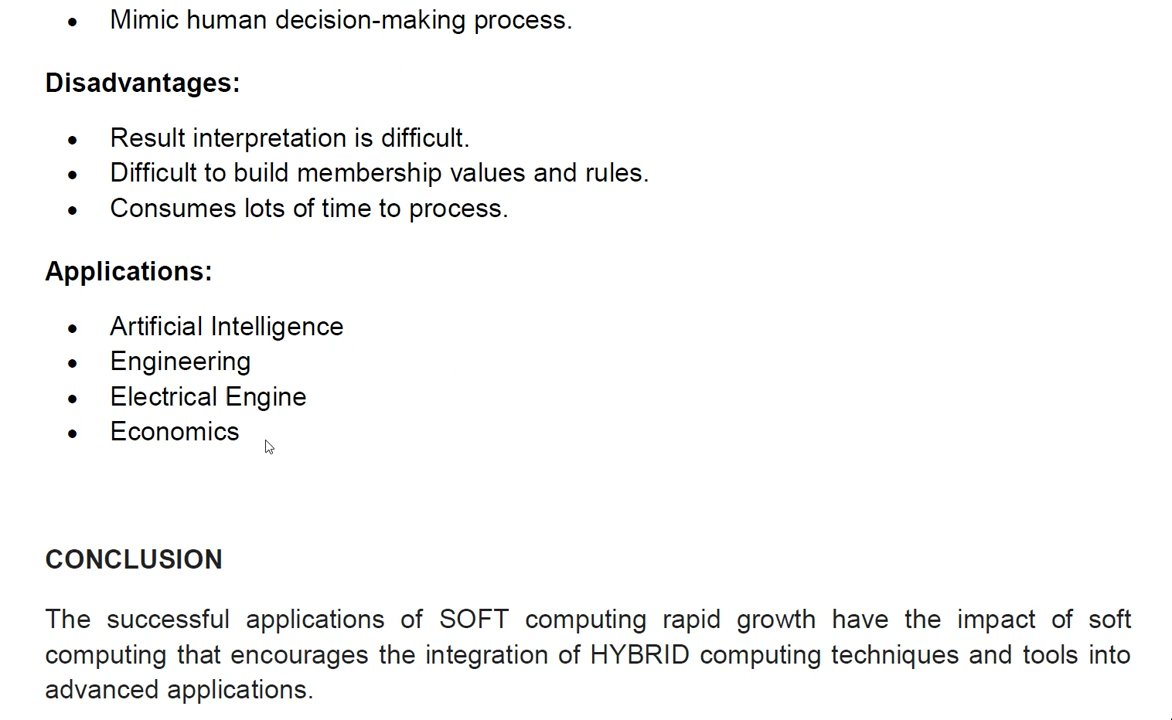 • Mimic human decision-making process.
Disadvantages:
• Result interpretation is difficult.
• Difficult to build membership values and rules.
• Consumes lots of time to process.
Applications:
• Artificial Intelligence
• Engineering
• Electrical Engine
• Economics
CONCLUSION
The successful applications of SOFT computing rapid growth have the impact of soft
computing that encourages the integration of HYBRID computing techniques and tools into
advanced applications.